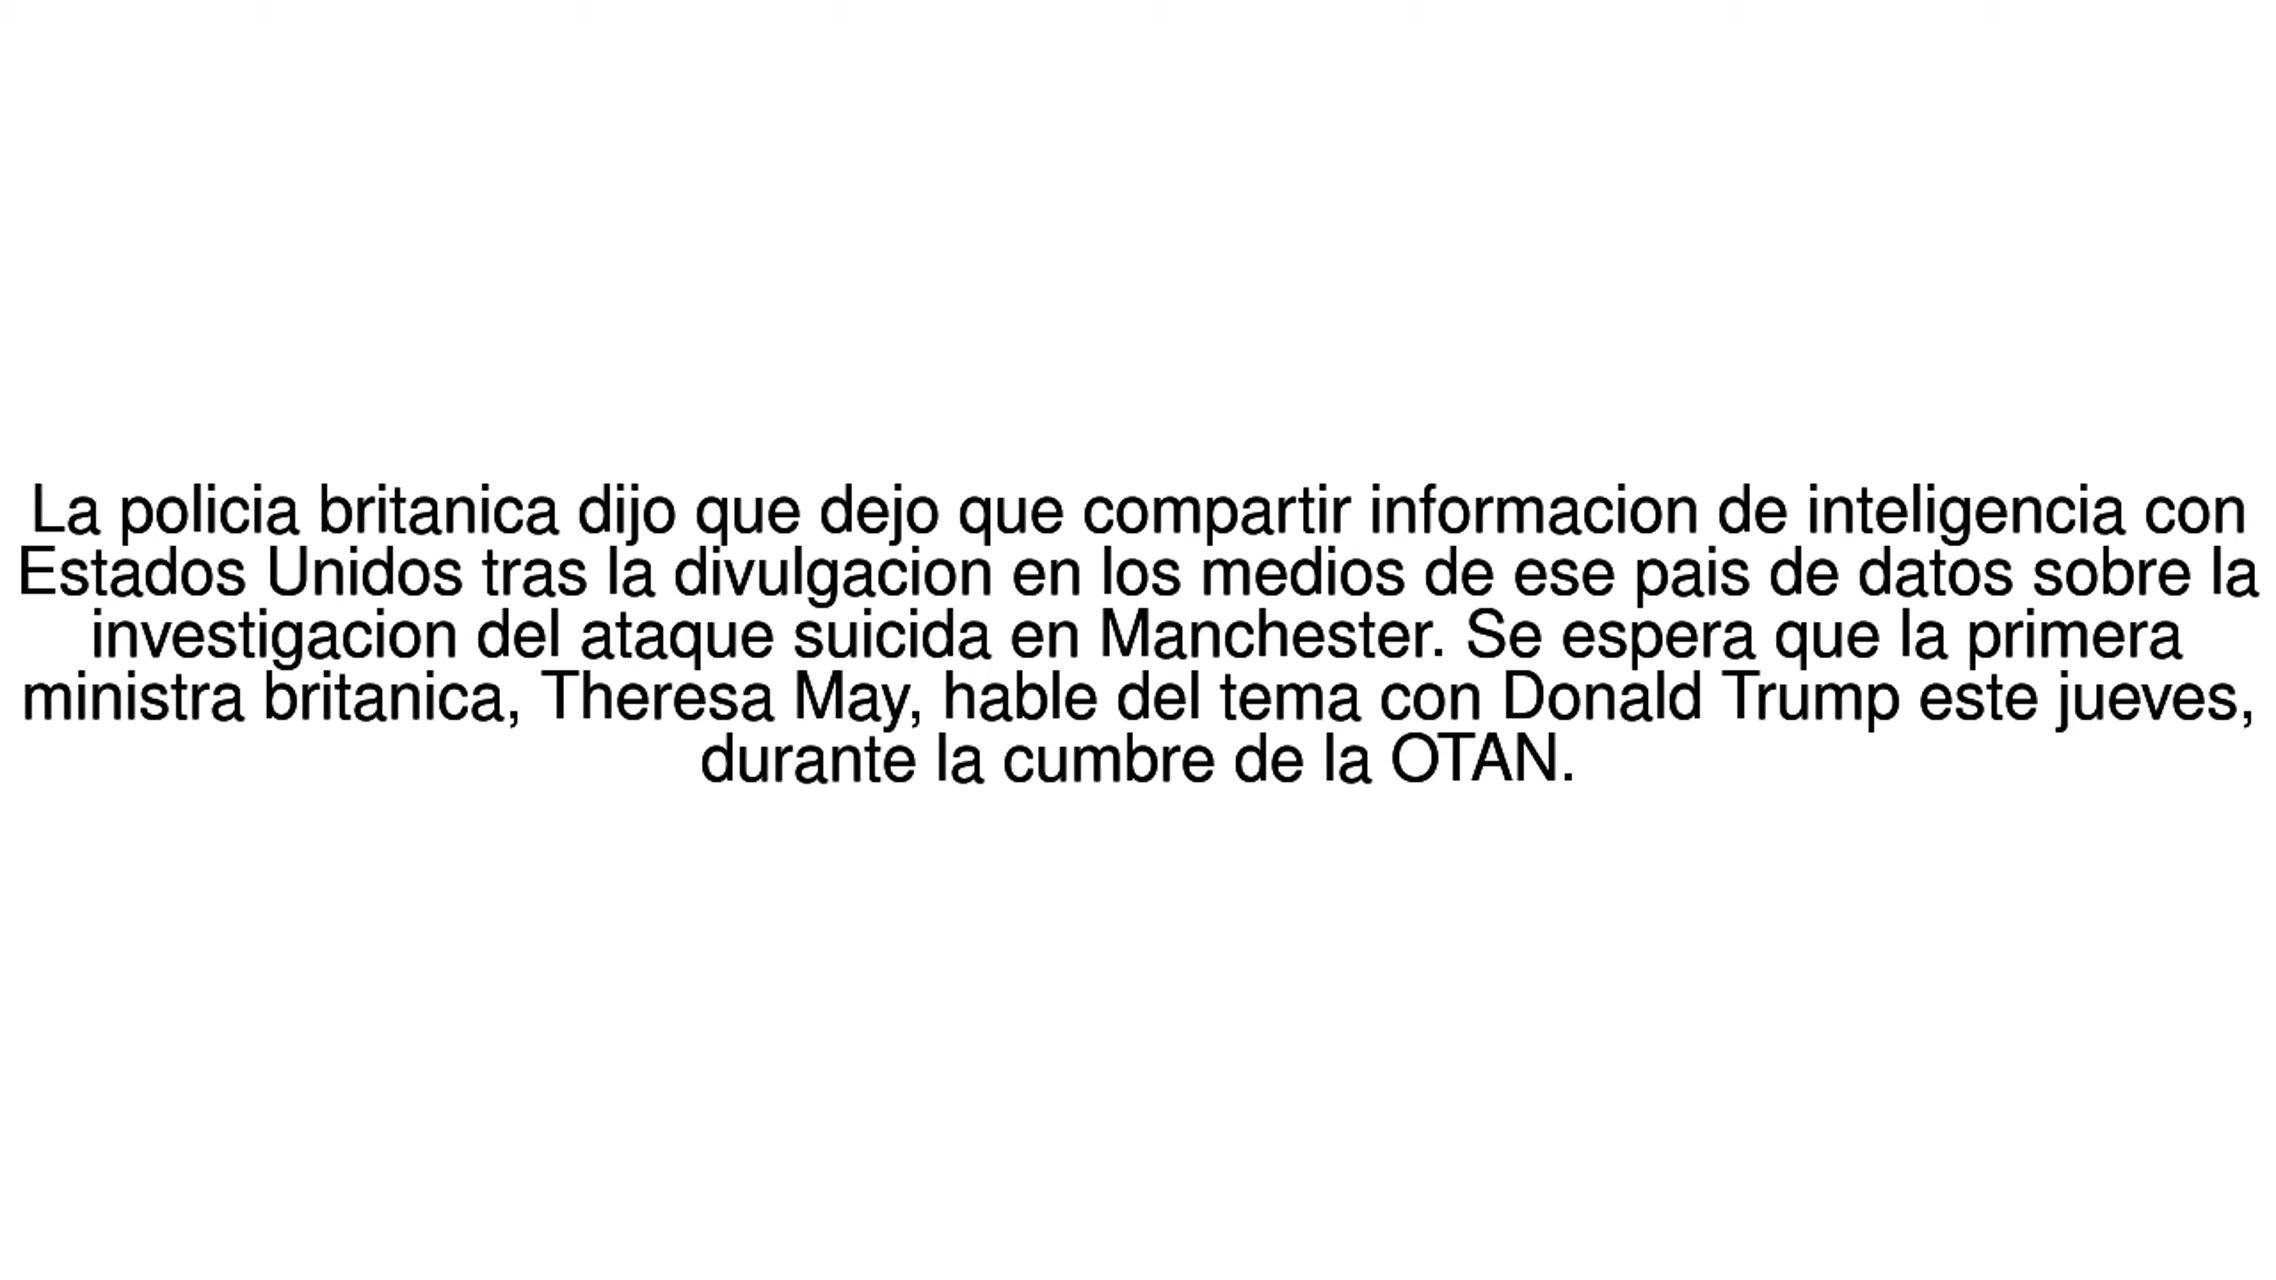 La policia britanica dijo que dejo que compartir informacion de inteligencia con
Estados Unidos tras la divulgacion en los medios de ese pais de datos sobre la
investigacion del ataque suicida en Manchester. Se espera que la primera
ministra britanica, Theresa May, hable del tema con Donald Trump este jueves,
durante la cumbre de la OTAN.